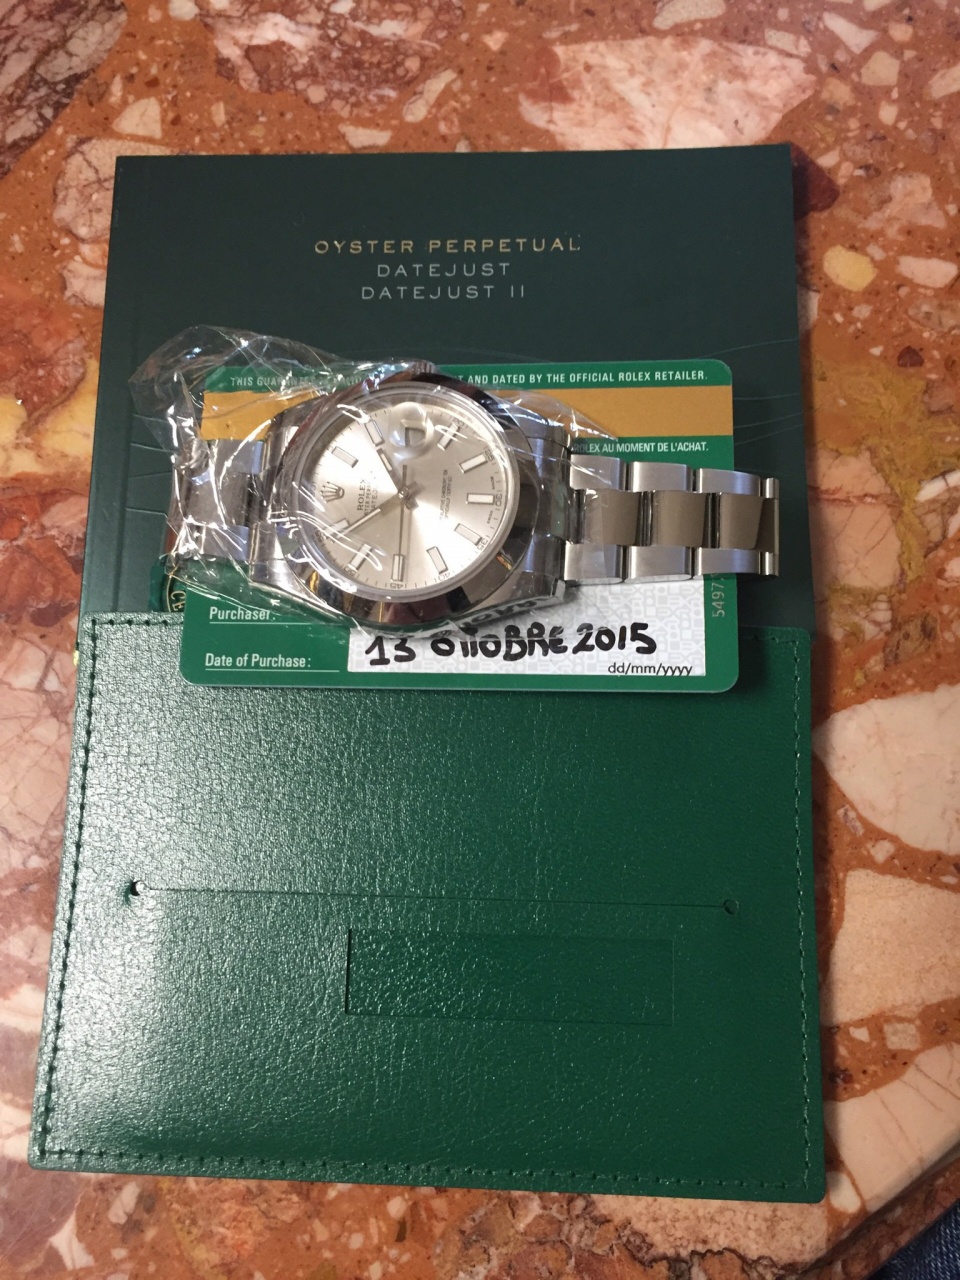 OYSTER PERPETUAL
DATEJUST
DATEJUST II
THIS GUARANTEE AND DATED BY THE OFFICIAL ROLEX RETAILER.
ROLEX AU MOMENT DE L'ACHAT.
ROLEX
Purchaser:
13 OTTOBRE 2015
Date of Purchase:
dd/mm/yyyy